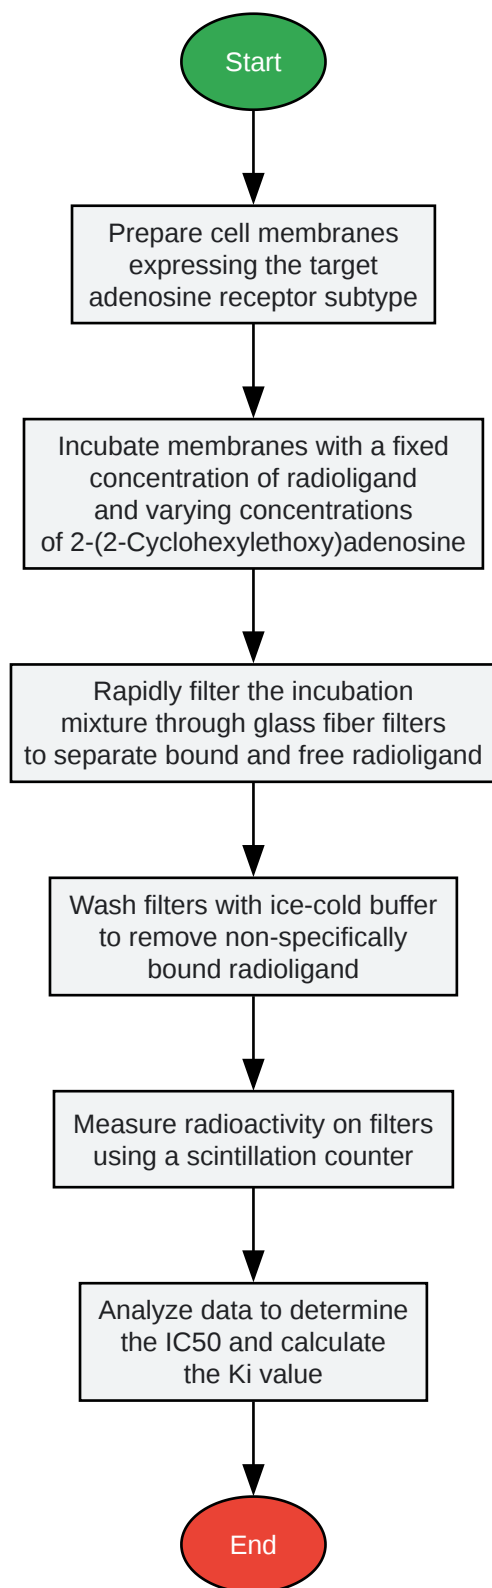 Start
Prepare cell membranes
expressing the target
adenosine receptor subtype
Incubate membranes with a fixed
concentration of radioligand
and varying concentrations
of 2-(2-Cyclohexylethoxy)adenosine
Rapidly filter the incubation
mixture through glass fiber filters
to separate bound and free radioligand
Wash filters with ice-cold buffer
to remove non-specifically
bound radioligand
Measure radioactivity on filters
using a scintillation counter
Analyze data to determine
the IC50 and calculate
the Ki value
End